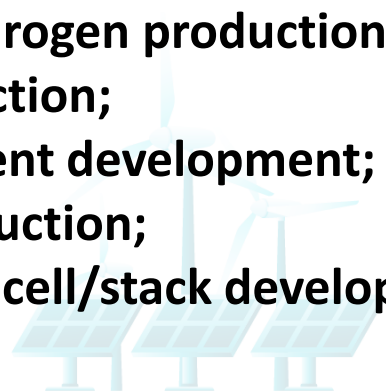 rogen production
ction;
ent development;
uction;
cell/stack develop